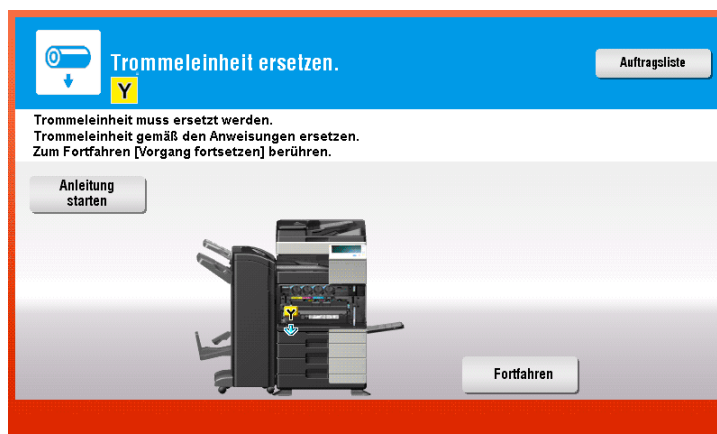 Trommeleinheit ersetzen.
Y
Auftragsliste
Trommeleinheit muss ersetzt werden.
Trommeleinheit gemäß den Anweisungen ersetzen.
Zum Fortfahren [Vorgang fortsetzen] berühren.
Anleitung
starten
Y
Fortfahren